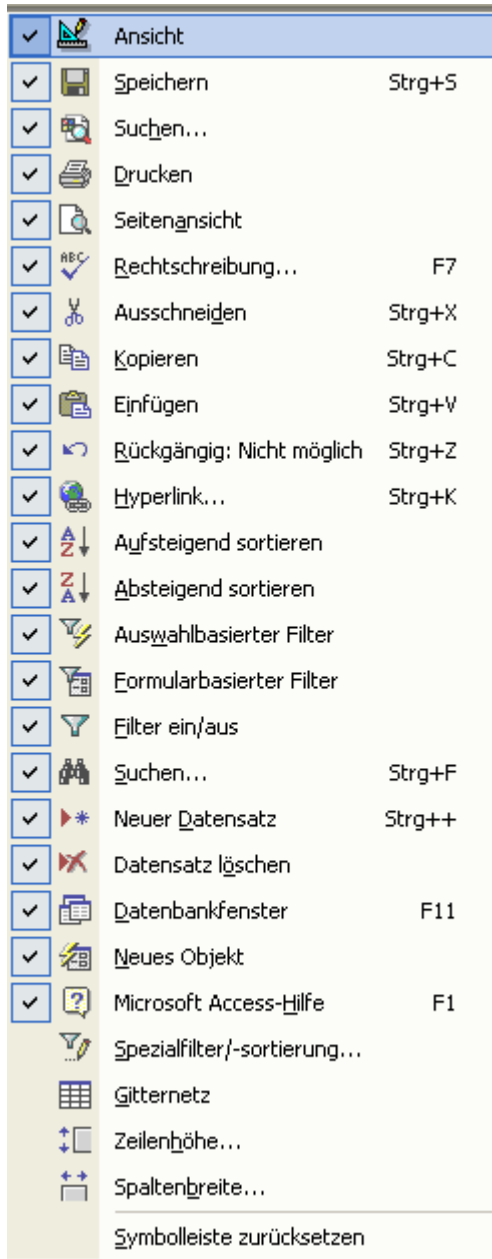 Ansicht
Speichern Strg+S
Suchen...
Drucken
Seitenansicht
ABC
Rechtschreibung... F7
Ausschneiden Strg+X
Kopieren Strg+C
Einfügen Strg+V
Rückgängig: Nicht möglich Strg+Z
Hyperlink... Strg+K
A
Z
Aufsteigend sortieren
Z
A
Absteigend sortieren
Auswahlbasierter Filter
Formularbasierter Filter
Filter ein/aus
Suchen... Strg+F
Neuer Datensatz Strg++
Datensatz löschen
Datenbankfenster F11
Neues Objekt
Microsoft Access-Hilfe F1
Spezialfilter/-sortierung...
Gitternetz
Zeilenhöhe...
Spaltenbreite...
Symbolleiste zurücksetzen